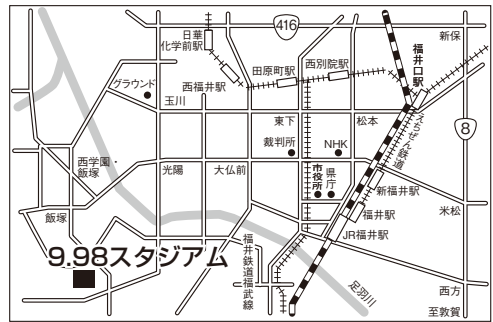 416
日華
化学前駅
新保
福井口駅
西別院駅
田原町駅
グラウンド
西福井駅
玉川
8
東下
松本
えちぜん鉄道
裁判所
NHK
西学園・
飯塚
光陽
大仏前
市役所
県庁
新福井駅
飯塚
福井駅
米松
JR福井駅
9.98スタジアム
福井鉄道福武線
足羽川
西方
至敦賀